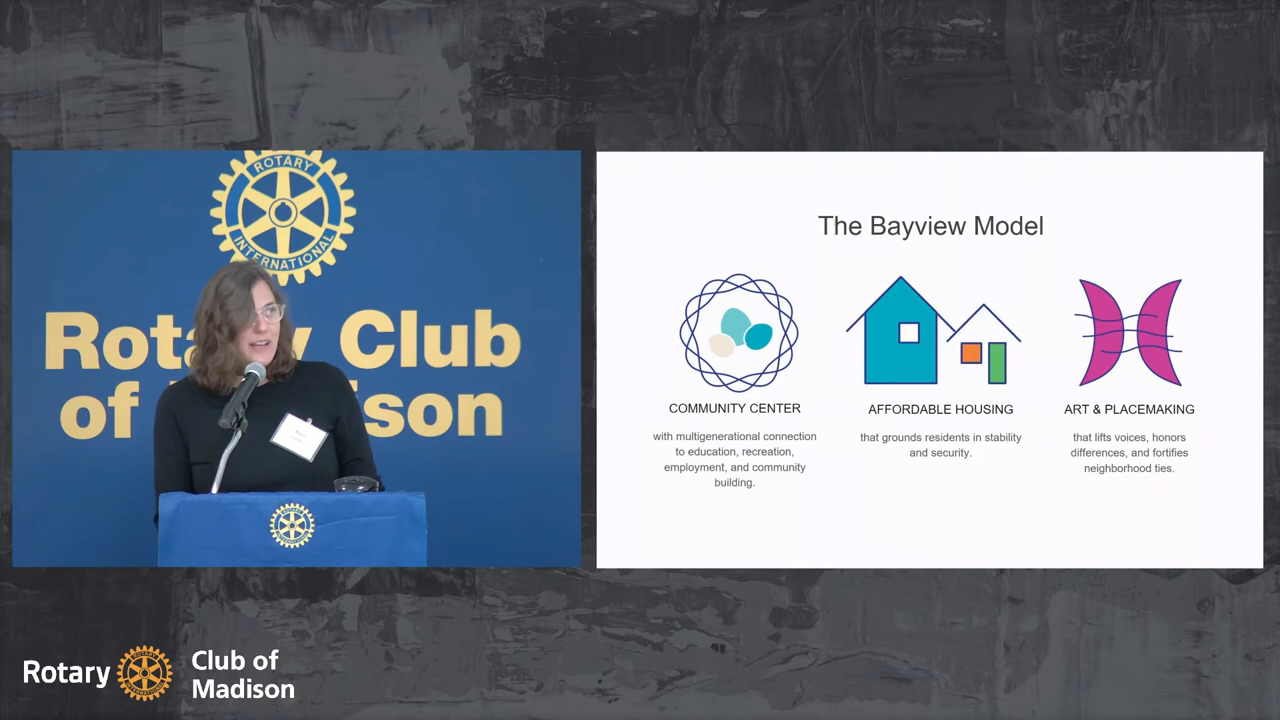 ROTARY
INTERNATIONAL
Rotary Club
of
ison
Rotary
Club of
Madison
The Bayview Model
COMMUNITY CENTER
with multigenerational connection
to education, recreation,
employment, and community
building.
AFFORDABLE HOUSING
that grounds residents in stability
and security.
ART & PLACEMAKING
that lifts voices, honors
differences, and fortifies
neighborhood ties.